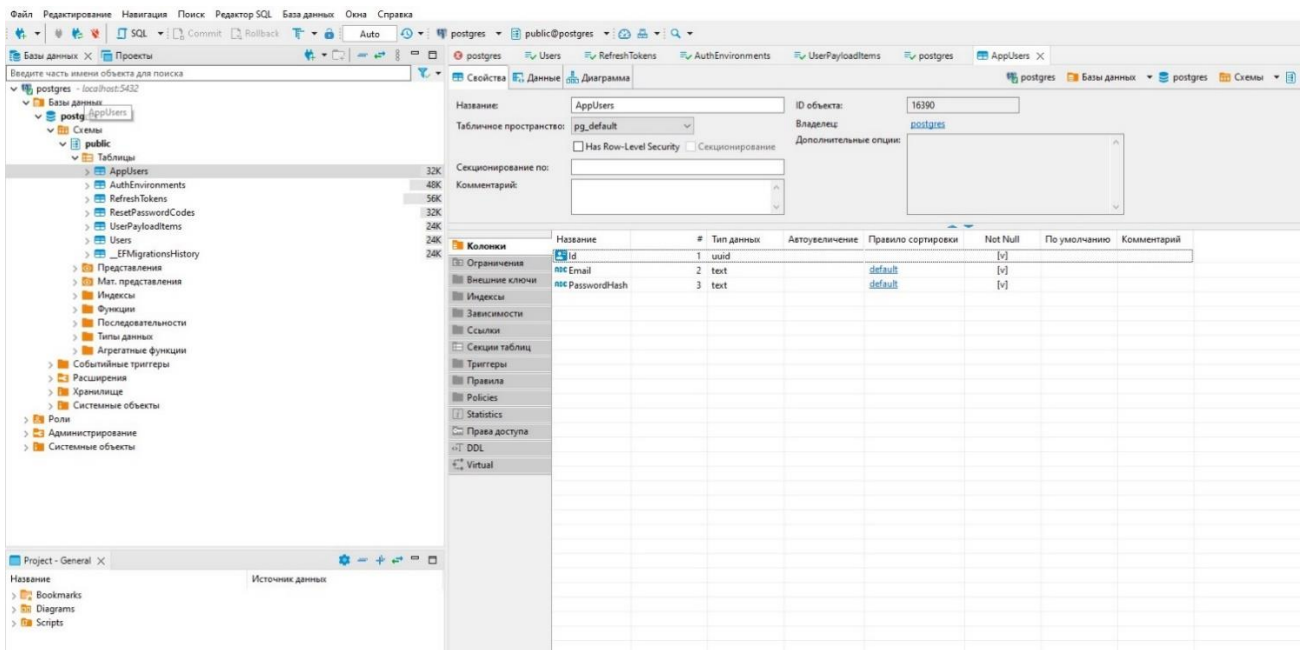 Файл Редактирование Навигация Поиск Редактор SQL База данных Окна Справка
SQL Commit Rollback Auto postgres public@postgres
Базы данных Проекты
postgres Users RefreshTokens AuthEnvironments UserPayloadItems postgres AppUsers
Введите часть имени объекта для поиска
Свойства Данные Диаграмма
postgres Базы данных postgres Схемы
postgres - localhost:5432
Базы данных
AppUsers
Схемы
public
Таблицы
AppUsers 32K
AuthEnvironments 48K
RefreshTokens 56K
ResetPasswordCodes 32K
UserPayloadItems 24K
Users 24K
__EFMigrationsHistory 24K
Представления
Мат. представления
Индексы
Функции
Последовательности
Типы данных
Агрегатные функции
Событийные триггеры
Расширения
Хранилище
Системные объекты
Роли
Администрирование
Системные объекты
Название: AppUsers
ID объекта: 16390
Табличное пространство: pg_default
Владелец: postgres
Has Row-Level Security Секционирование
Дополнительные опции:
Секционирование по:
Комментарий:
Колонки
Ограничения
Внешние ключи
Индексы
Зависимости
Ссылки
Секции таблиц
Триггеры
Правила
Policies
Statistics
Права доступа
DDL
Virtual
Название # Тип данных Автоувеличение Правило сортировки Not Null По умолчанию Комментарий
Id 1 uuid [v]
Email 2 text default [v]
PasswordHash 3 text default [v]
Project - General
Название Источник данных
Bookmarks
Diagrams
Scripts